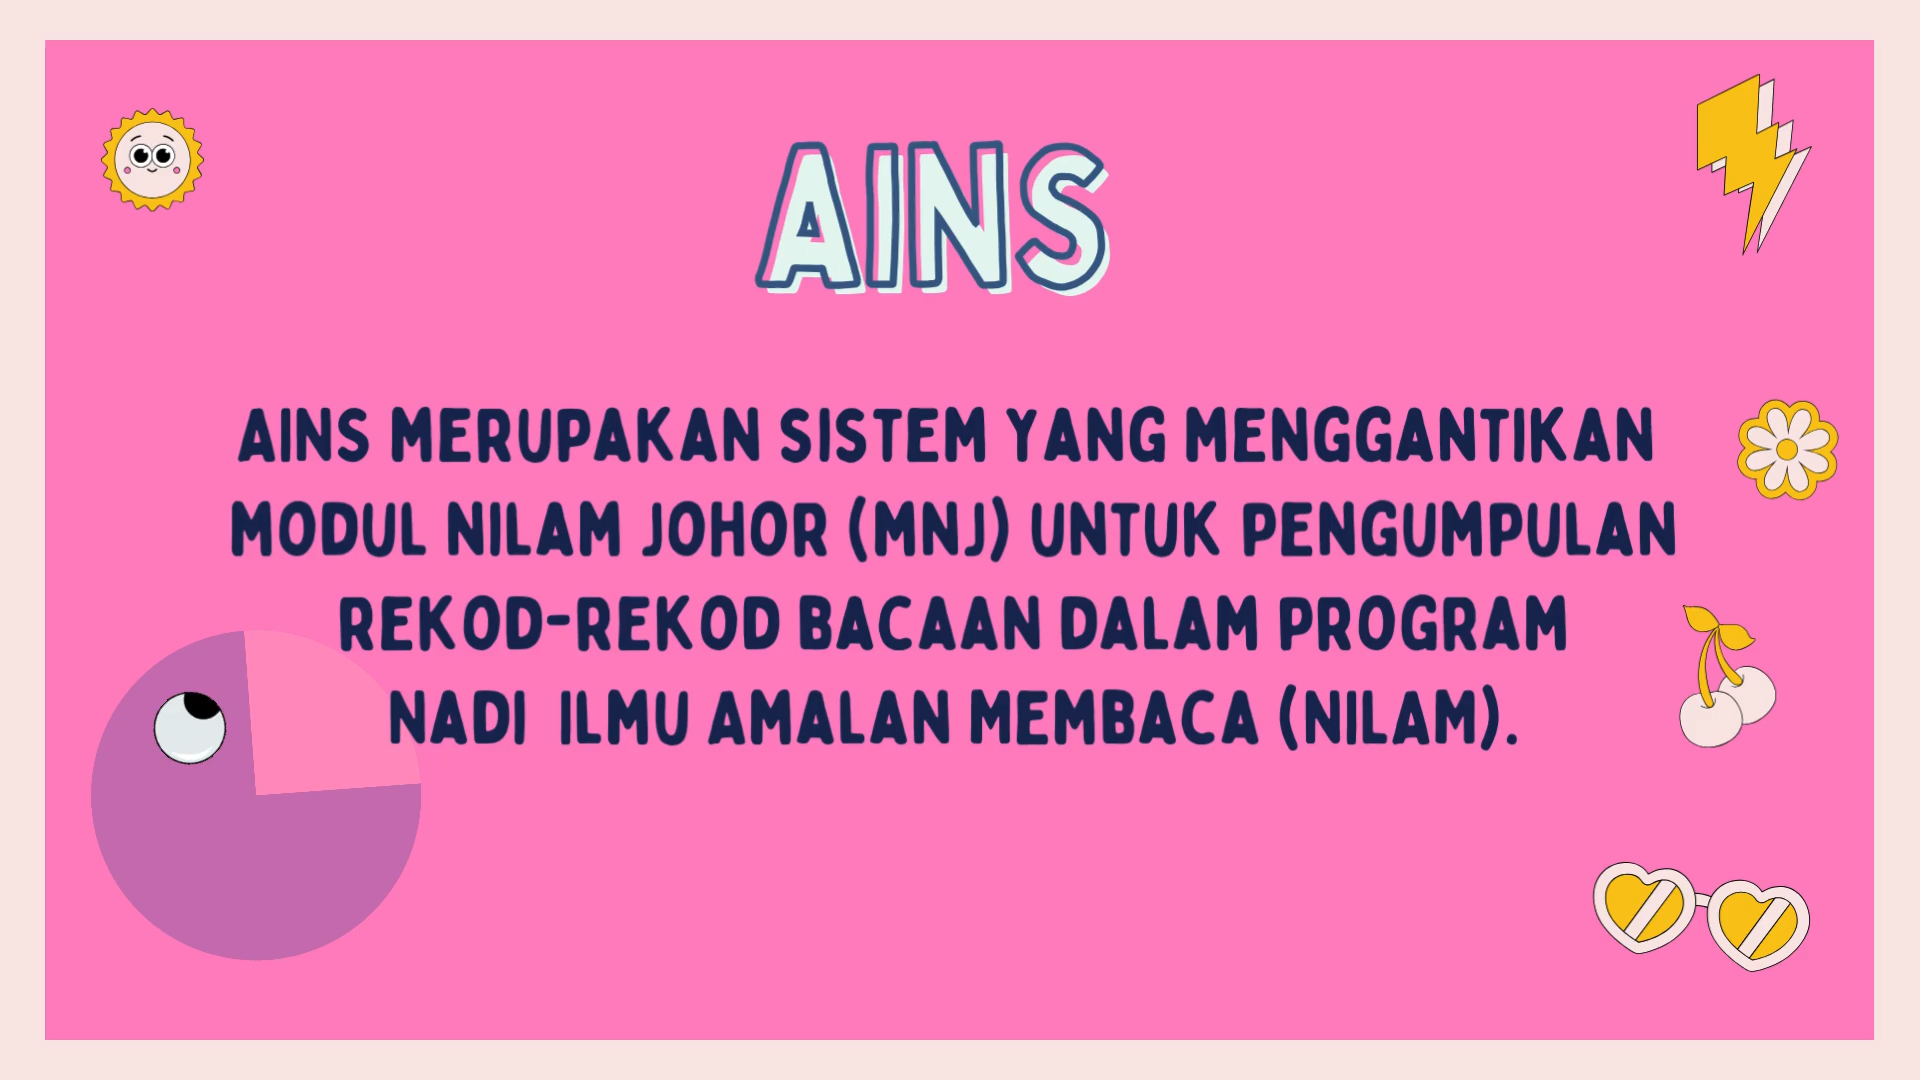 AINS
AINS MERUPAKAN SISTEM YANG MENGGANTIKAN
MODUL NILAM JOHOR (MNJ) UNTUK PENGUMPULAN
REKOD-REKOD BACAAN DALAM PROGRAM
NADI  ILMU AMALAN MEMBACA (NILAM).